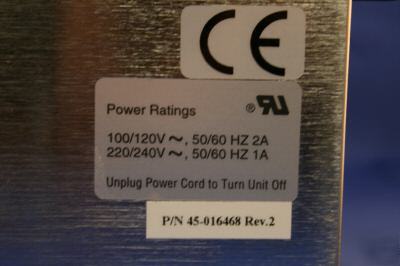 CE
Power Ratings ® RU
100/120V ~, 50/60 HZ 2A
220/240V ~, 50/60 HZ 1A
Unplug Power Cord to Turn Unit Off
P/N 45-016468 Rev.2